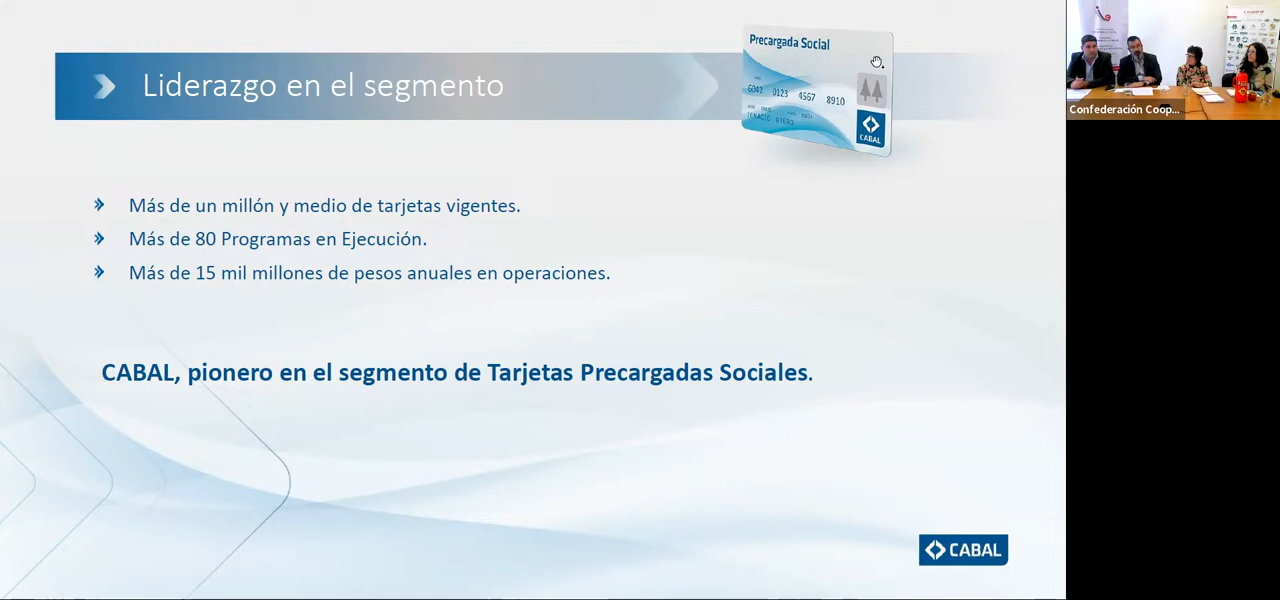 Liderazgo en el segmento
Precargada Social
6042 0123 4567 8910
IGNACIO OTERO
CABAL
Más de un millón y medio de tarjetas vigentes.
Más de 80 Programas en Ejecución.
Más de 15 mil millones de pesos anuales en operaciones.
CABAL, pionero en el segmento de Tarjetas Precargadas Sociales.
CABAL
Confederación Coop...